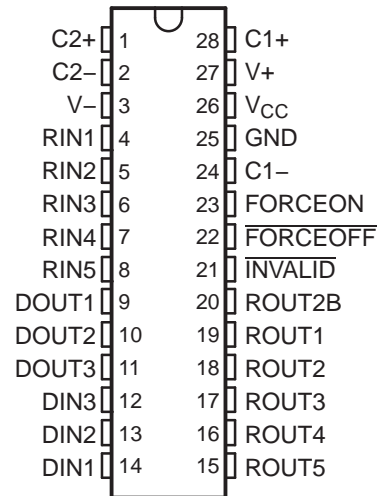 C2+ 1 28 C1+
C2− 2 27 V+
V− 3 26 VCC
RIN1 4 25 GND
RIN2 5 24 C1−
RIN3 6 23 FORCEON
RIN4 7 22 FORCEOFF
RIN5 8 21 INVALID
DOUT1 9 20 ROUT2B
DOUT2 10 19 ROUT1
DOUT3 11 18 ROUT2
DIN3 12 17 ROUT3
DIN2 13 16 ROUT4
DIN1 14 15 ROUT5